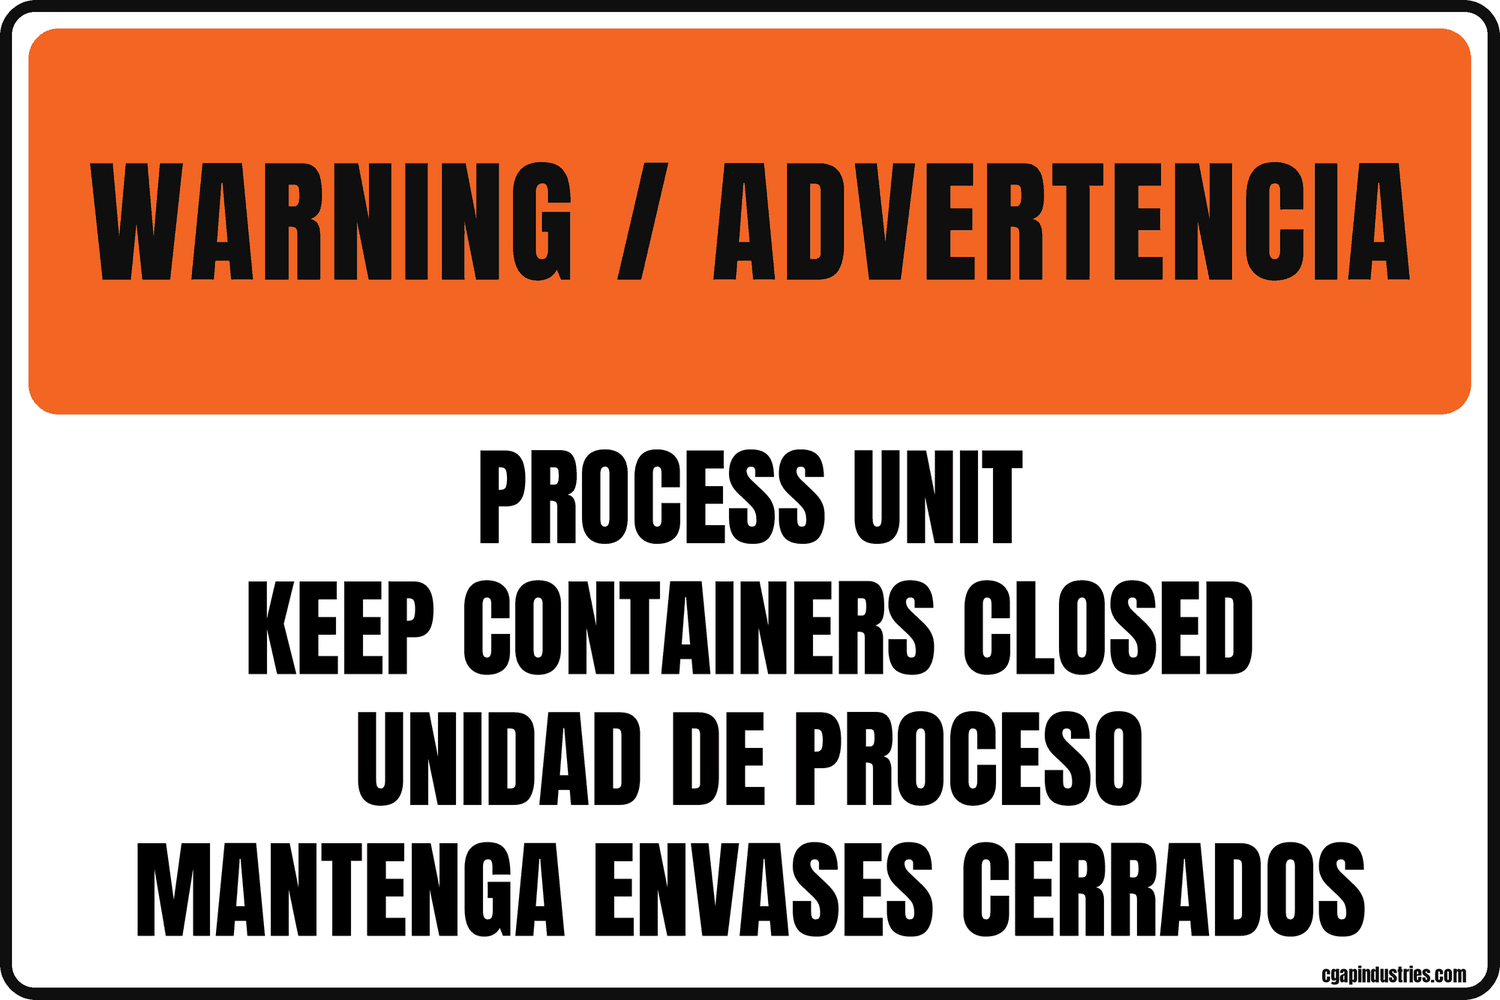 WARNING / ADVERTENCIA
PROCESS UNIT
KEEP CONTAINERS CLOSED
UNIDAD DE PROCESO
MANTENGA ENVASES CERRADOS
cgapindustries.com